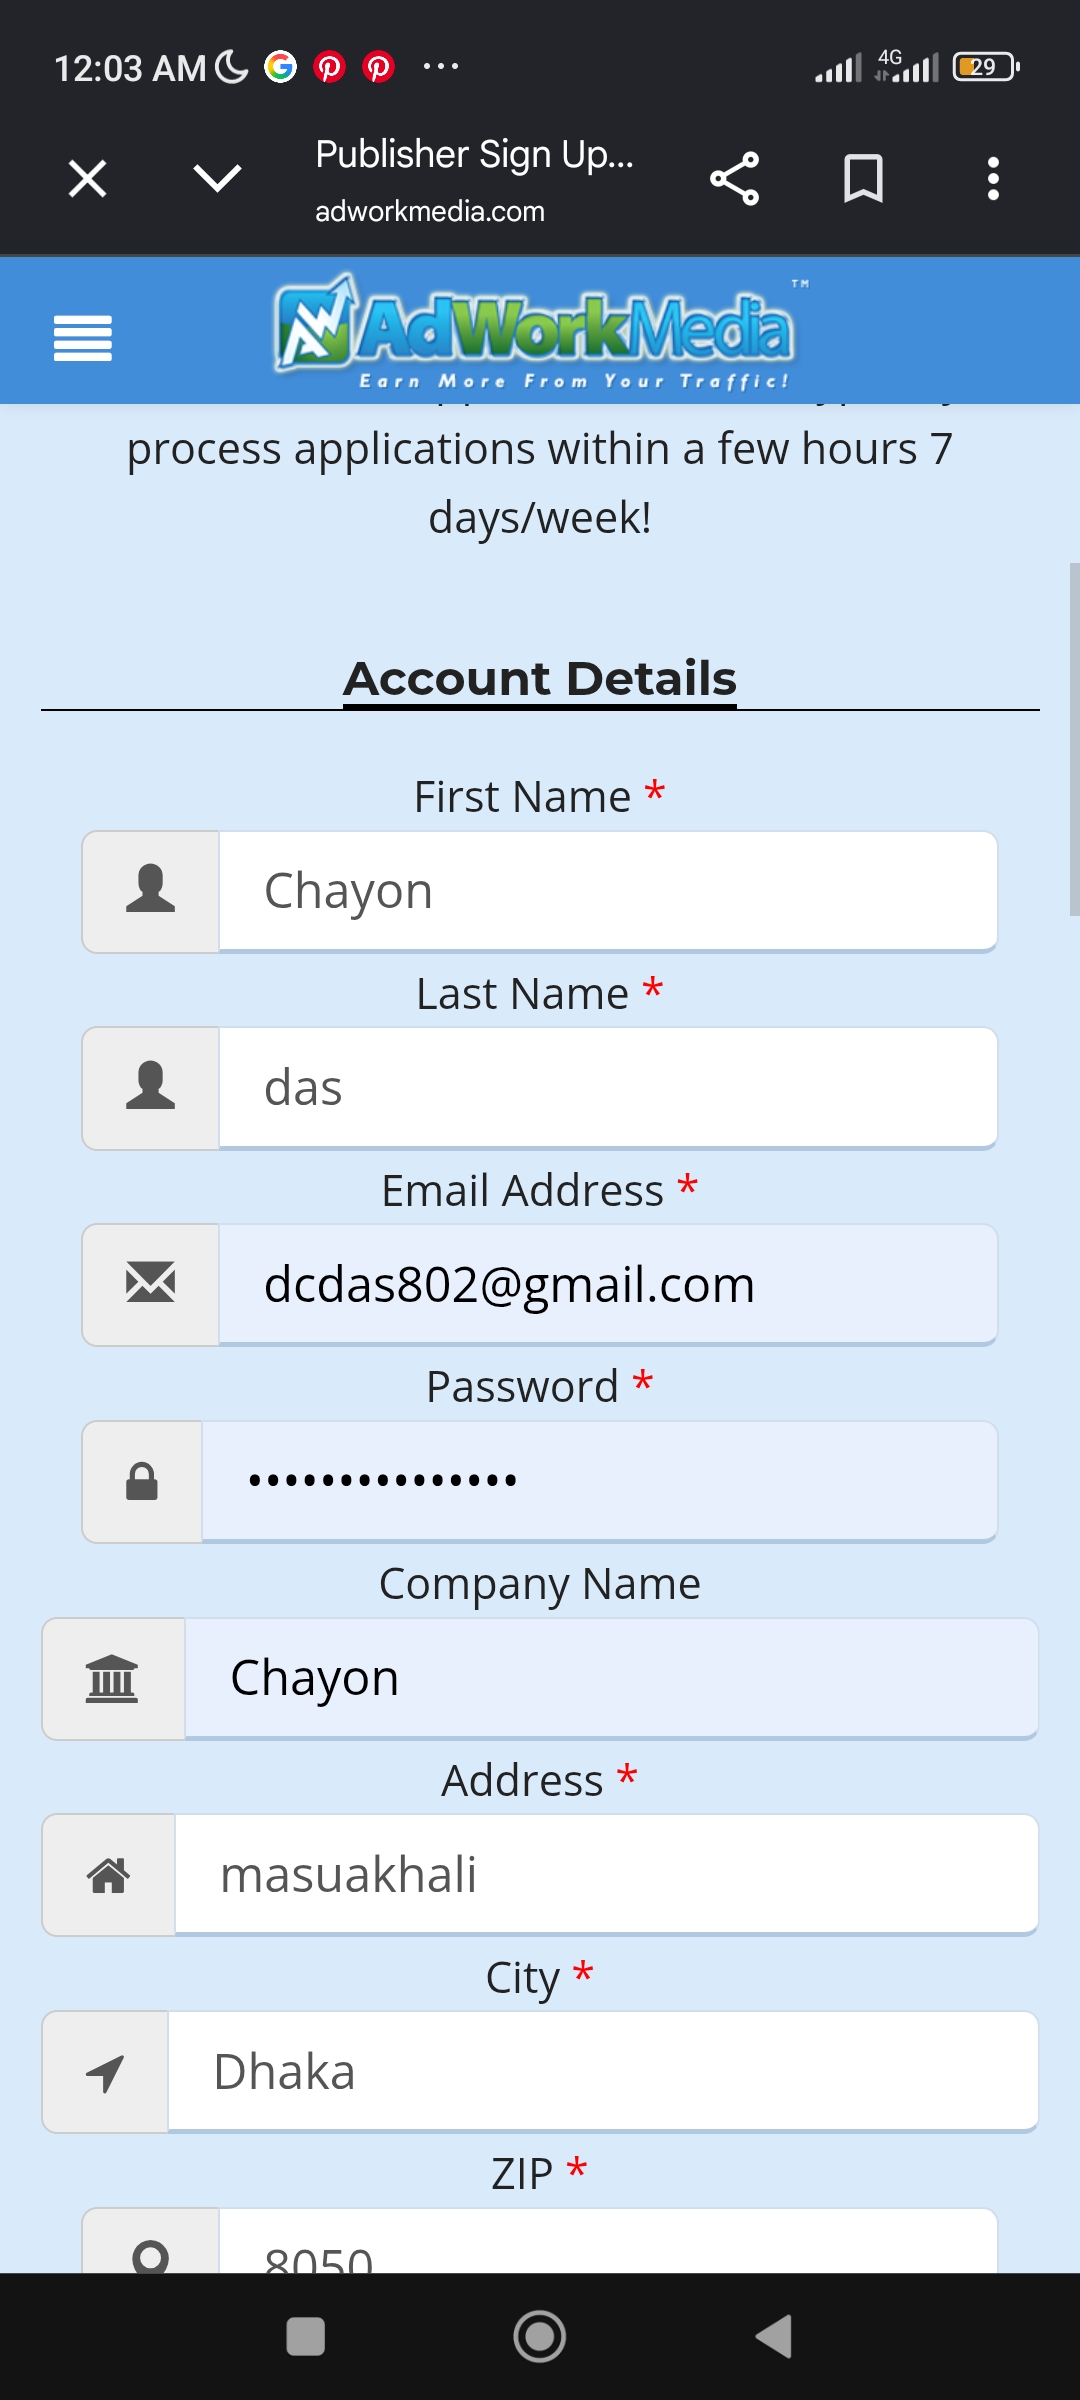 12:03 AM
4G
29
Publisher Sign Up...
adworkmedia.com
AdWorkMedia™
Earn More From Your Traffic!
process applications within a few hours 7
days/week!
Account Details
First Name *
Chayon
Last Name *
das
Email Address *
dcdas802@gmail.com
Password *
•••••••••••••••
Company Name
Chayon
Address *
masuakhali
City *
Dhaka
ZIP *
8050